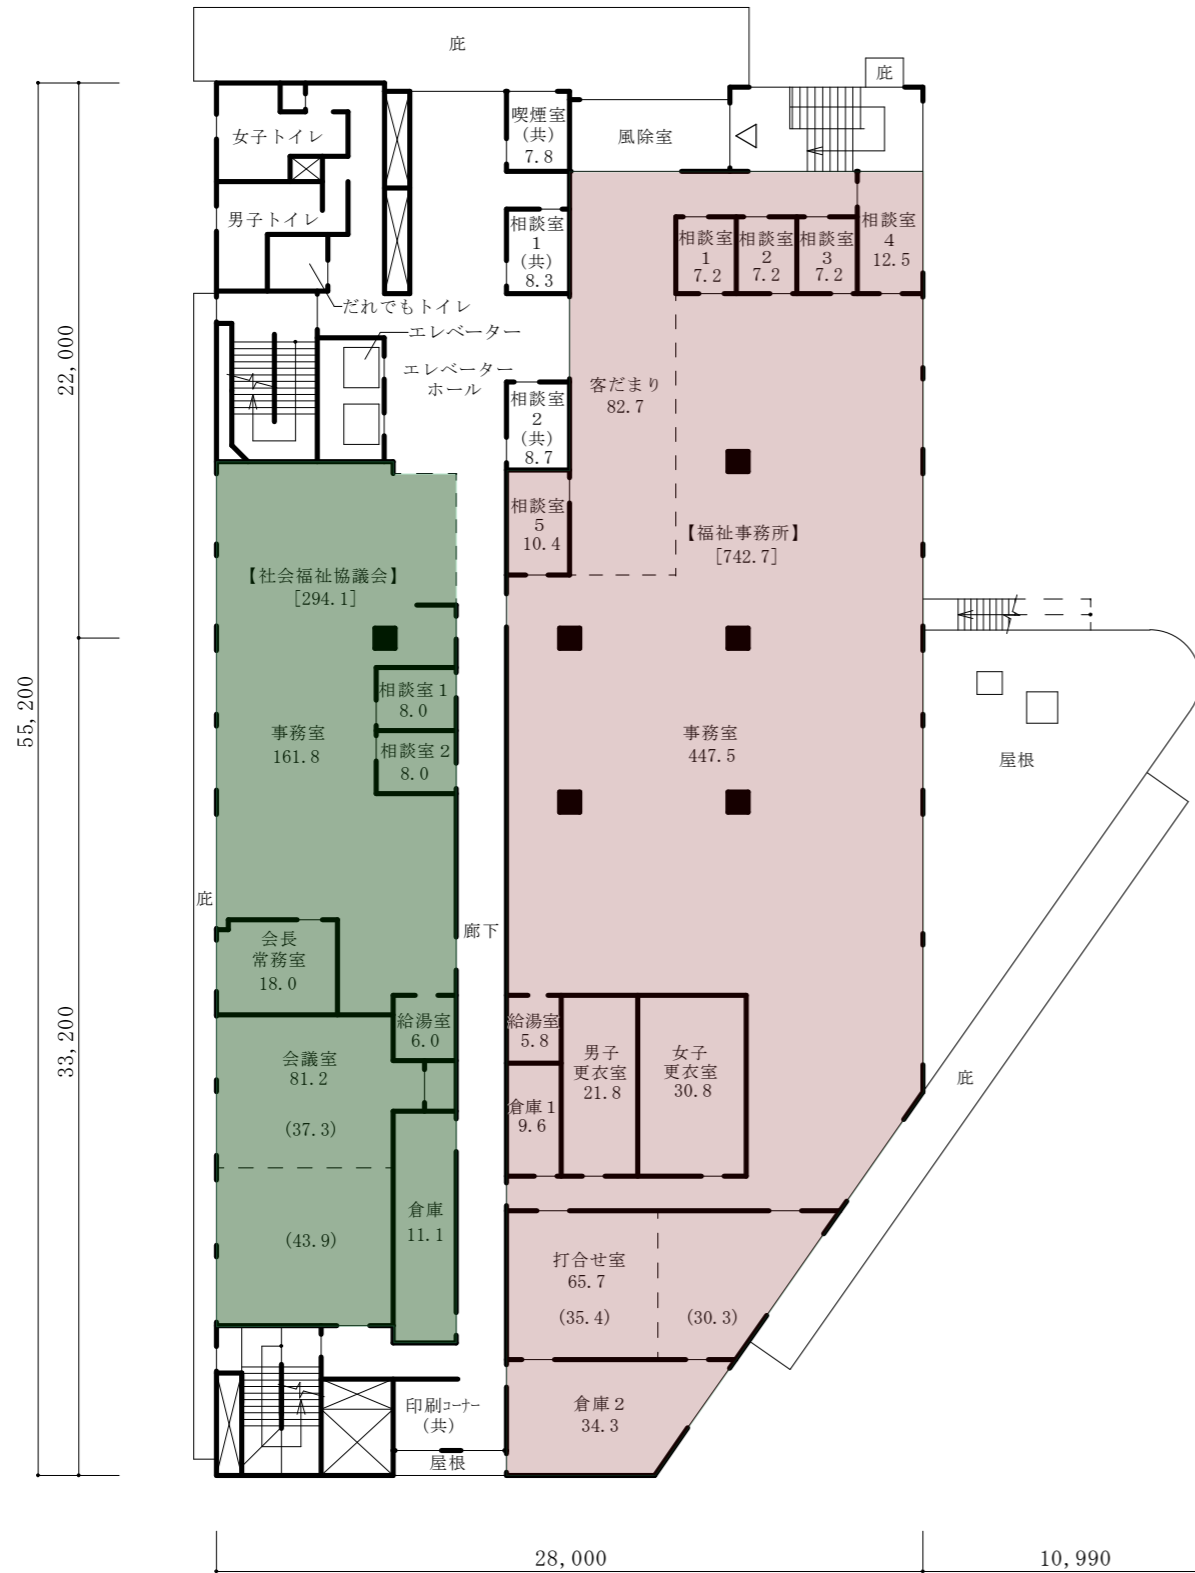 庇
庇
女子トイレ
喫煙室
(共)
7.8
風除室
男子トイレ
相談室
1
(共)
8.3
相談室
1
7.2
相談室
2
7.2
相談室
3
7.2
相談室
4
12.5
だれでもトイレ
エレベーター
エレベーター
ホール
22,000
客だまり
82.7
相談室
2
(共)
8.7
相談室
5
10.4
【福祉事務所】
[742.7]
【社会福祉協議会】
[294.1]
相談室1
8.0
55,200
事務室
161.8
相談室2
8.0
事務室
447.5
屋根
庇
廊下
会長
常務室
18.0
給湯室
6.0
給湯室
5.8
33,200
会議室
81.2
男子
更衣室
21.8
女子
更衣室
30.8
庇
倉庫1
9.6
(37.3)
倉庫
11.1
(43.9)
打合せ室
65.7
(35.4)
(30.3)
印刷コーナー
(共)
倉庫2
34.3
屋根
28,000
10,990